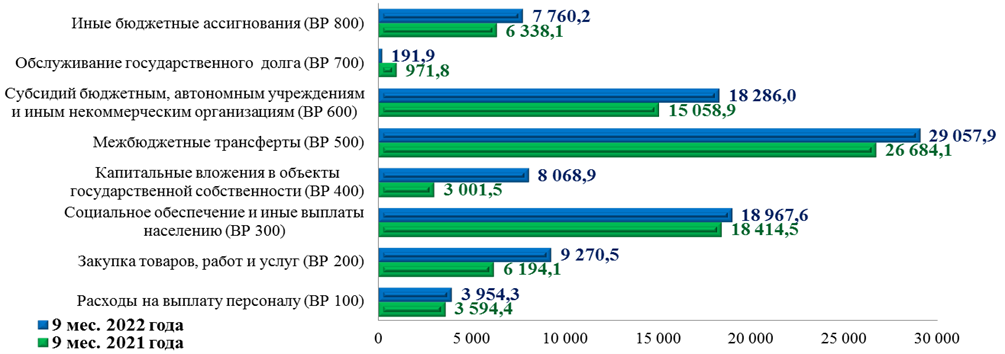 Иные бюджетные ассигнования (ВР 800)
7 760,2
6 338,1
Обслуживание государственного долга (ВР 700)
191,9
971,8
Субсидий бюджетным, автономным учреждениям
и иным некоммерческим организациям (ВР 600)
18 286,0
15 058,9
Межбюджетные трансферты (ВР 500)
29 057,9
26 684,1
Капитальные вложения в объекты
государственной собственности (ВР 400)
8 068,9
3 001,5
Социальное обеспечение и иные выплаты
населению (ВР 300)
18 967,6
18 414,5
Закупка товаров, работ и услуг (ВР 200)
9 270,5
6 194,1
Расходы на выплату персоналу (ВР 100)
3 954,3
3 594,4
9 мес. 2022 года
9 мес. 2021 года
0 5 000 10 000 15 000 20 000 25 000 30 000